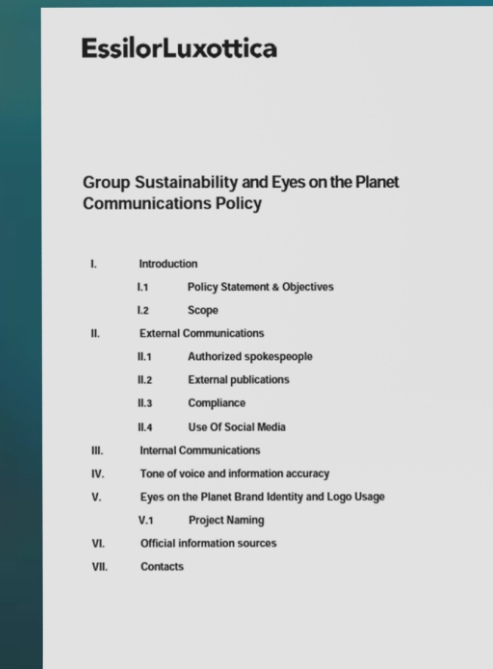 EssilorLuxottica
Group Sustainability and Eyes on the Planet
Communications Policy
I. Introduction
I.1 Policy Statement & Objectives
I.2 Scope
II. External Communications
II.1 Authorized spokespeople
II.2 External publications
II.3 Compliance
II.4 Use Of Social Media
III. Internal Communications
IV. Tone of voice and information accuracy
V. Eyes on the Planet Brand Identity and Logo Usage
V.1 Project Naming
VI. Official information sources
VII. Contacts